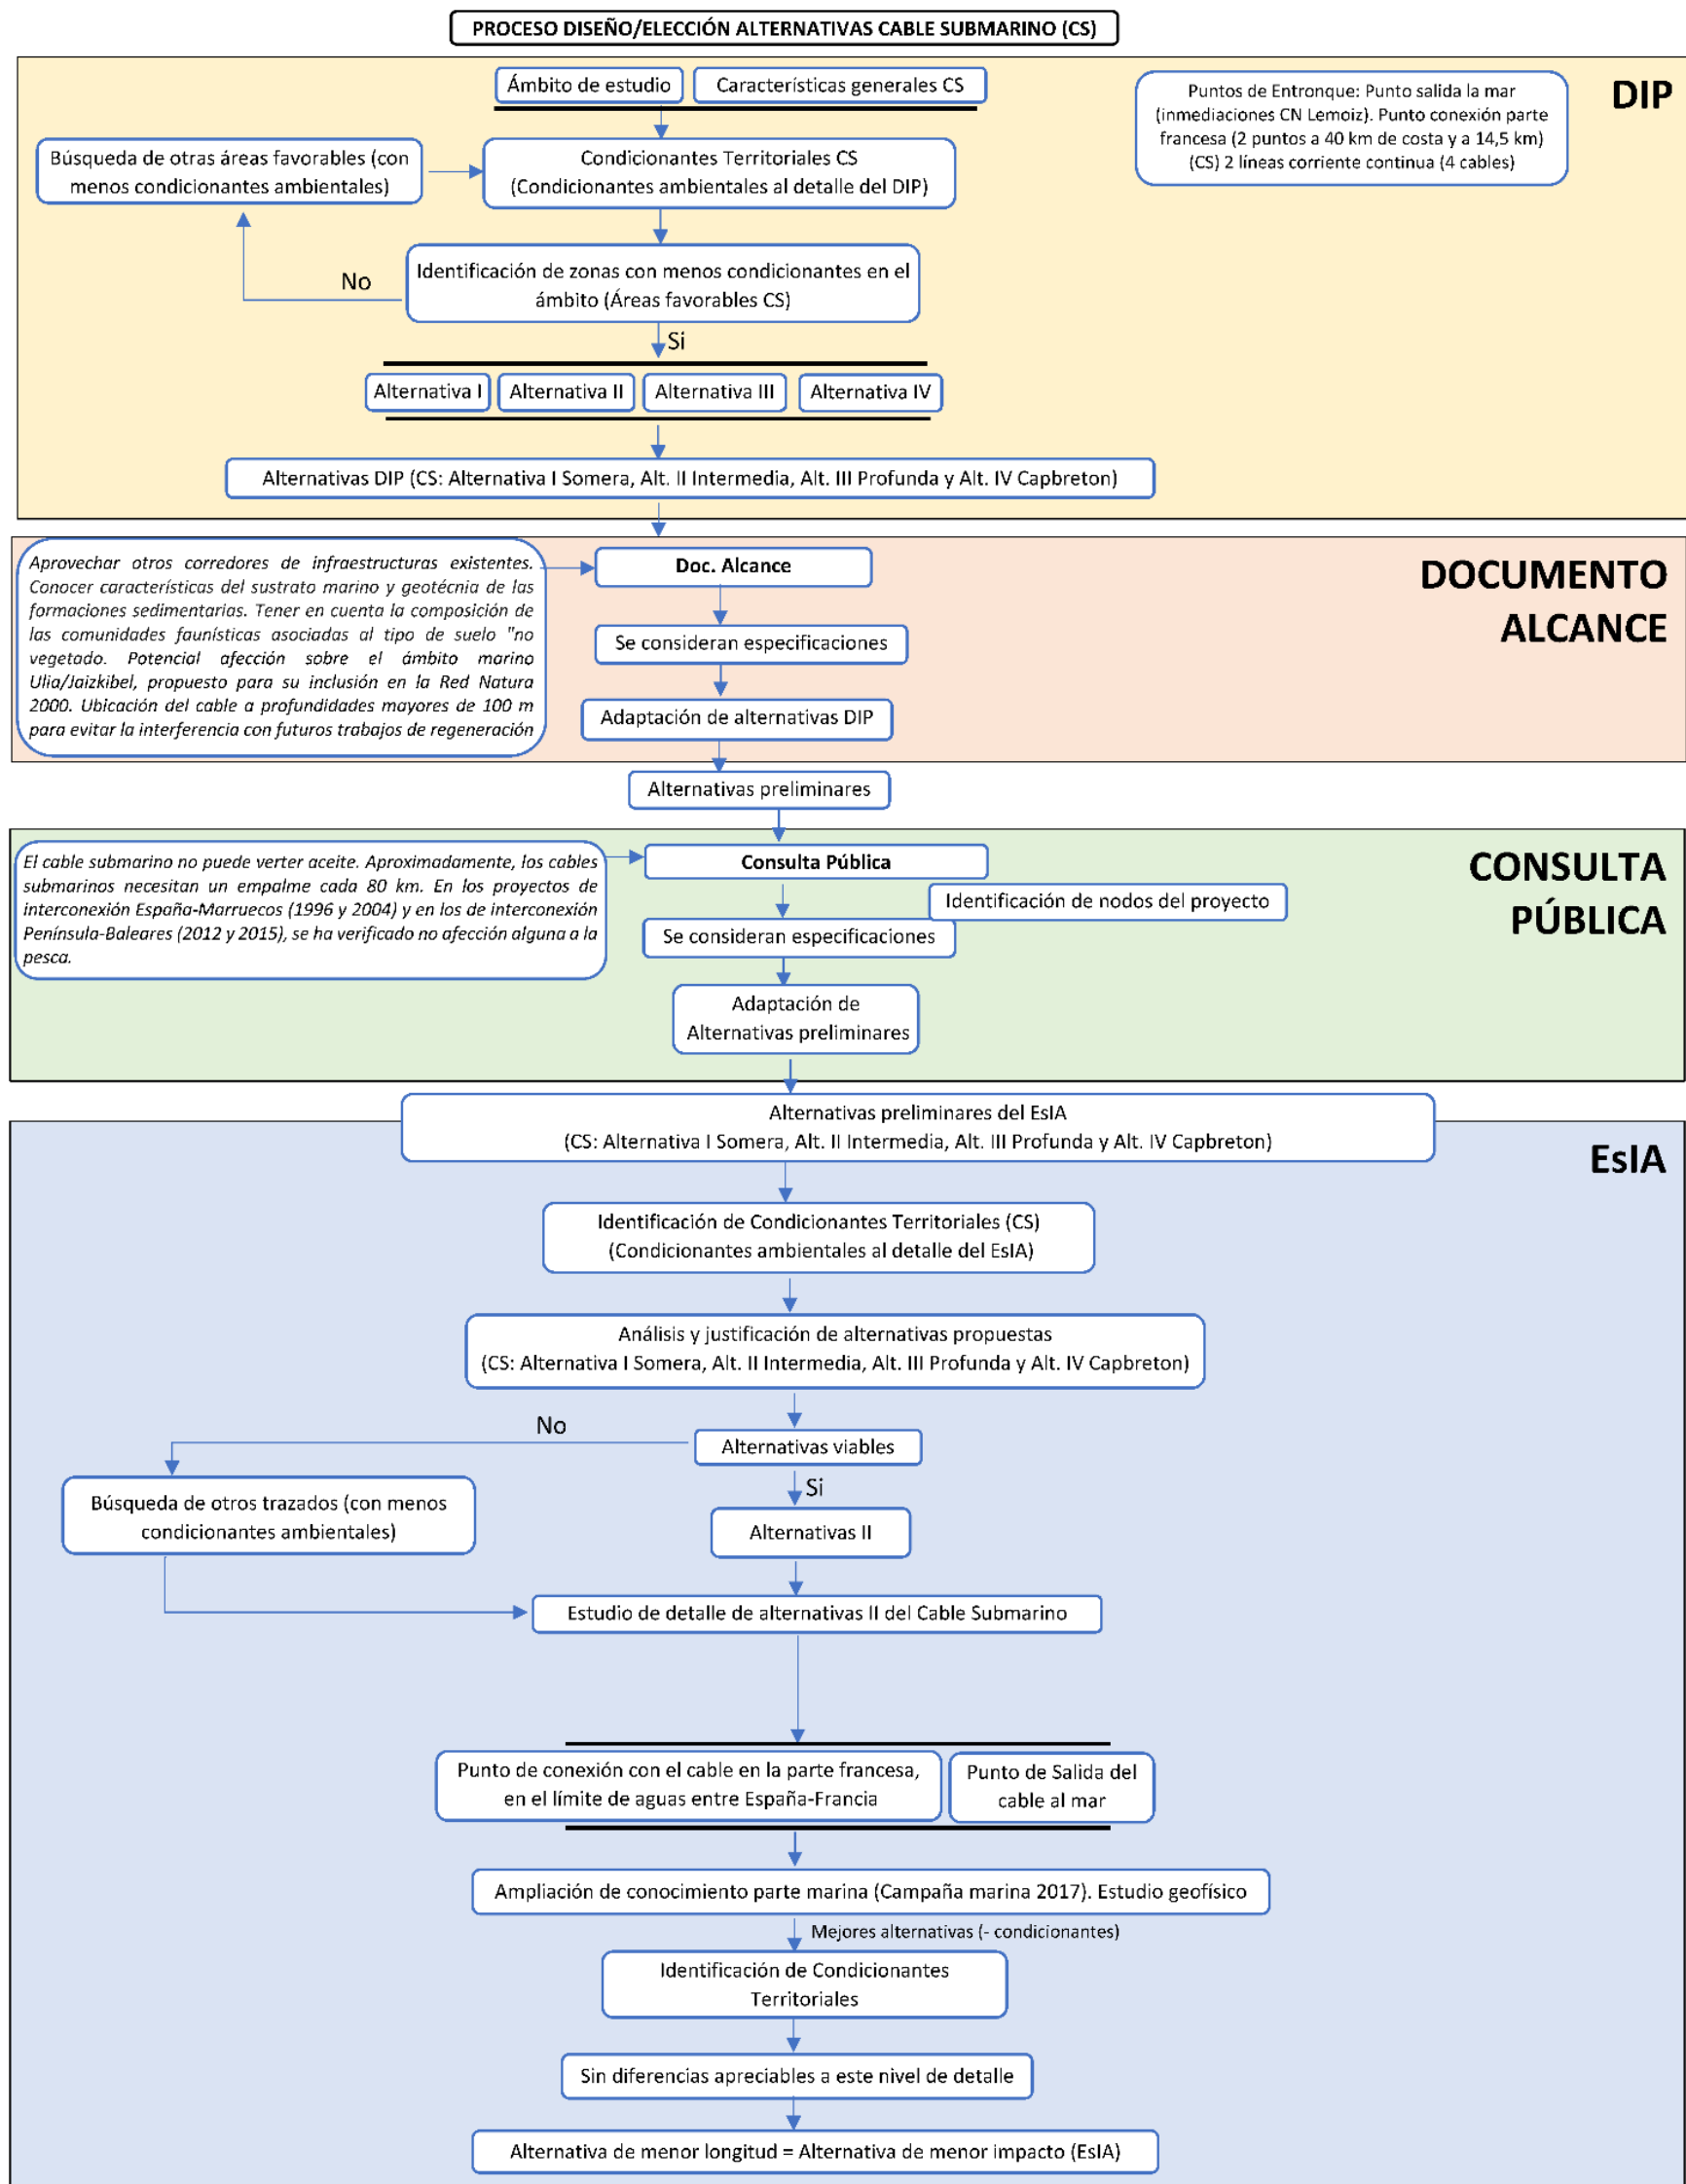 PROCESO DISEÑO/ELECCIÓN ALTERNATIVAS CABLE SUBMARINO (CS)
DIP
Ámbito de estudio
Características generales CS
Puntos de Entronque: Punto salida la mar
(inmediaciones CN Lemoiz). Punto conexión parte
francesa (2 puntos a 40 km de costa y a 14,5 km)
(CS) 2 líneas corriente continua (4 cables)
Búsqueda de otras áreas favorables (con
menos condicionantes ambientales)
Condicionantes Territoriales CS
(Condicionantes ambientales al detalle del DIP)
Identificación de zonas con menos condicionantes en el
ámbito (Áreas favorables CS)
No
Si
Alternativa I
Alternativa II
Alternativa III
Alternativa IV
Alternativas DIP (CS: Alternativa I Somera, Alt. II Intermedia, Alt. III Profunda y Alt. IV Capbreton)
DOCUMENTO
ALCANCE
Aprovechar otros corredores de infraestructuras existentes.
Conocer características del sustrato marino y geotécnia de las
formaciones sedimentarias. Tener en cuenta la composición de
las comunidades faunísticas asociadas al tipo de suelo "no
vegetado. Potencial afección sobre el ámbito marino
Ulia/Jaizkibel, propuesto para su inclusión en la Red Natura
2000. Ubicación del cable a profundidades mayores de 100 m
para evitar la interferencia con futuros trabajos de regeneración
Doc. Alcance
Se consideran especificaciones
Adaptación de alternativas DIP
Alternativas preliminares
CONSULTA
PÚBLICA
El cable submarino no puede verter aceite. Aproximadamente, los cables
submarinos necesitan un empalme cada 80 km. En los proyectos de
interconexión España-Marruecos (1996 y 2004) y en los de interconexión
Península-Baleares (2012 y 2015), se ha verificado no afección alguna a la
pesca.
Consulta Pública
Identificación de nodos del proyecto
Se consideran especificaciones
Adaptación de
Alternativas preliminares
Alternativas preliminares del EsIA
(CS: Alternativa I Somera, Alt. II Intermedia, Alt. III Profunda y Alt. IV Capbreton)
EsIA
Identificación de Condicionantes Territoriales (CS)
(Condicionantes ambientales al detalle del EsIA)
Análisis y justificación de alternativas propuestas
(CS: Alternativa I Somera, Alt. II Intermedia, Alt. III Profunda y Alt. IV Capbreton)
No
Alternativas viables
Si
Búsqueda de otros trazados (con menos
condicionantes ambientales)
Alternativas II
Estudio de detalle de alternativas II del Cable Submarino
Punto de conexión con el cable en la parte francesa,
en el límite de aguas entre España-Francia
Punto de Salida del
cable al mar
Ampliación de conocimiento parte marina (Campaña marina 2017). Estudio geofísico
Mejores alternativas (- condicionantes)
Identificación de Condicionantes
Territoriales
Sin diferencias apreciables a este nivel de detalle
Alternativa de menor longitud = Alternativa de menor impacto (EsIA)